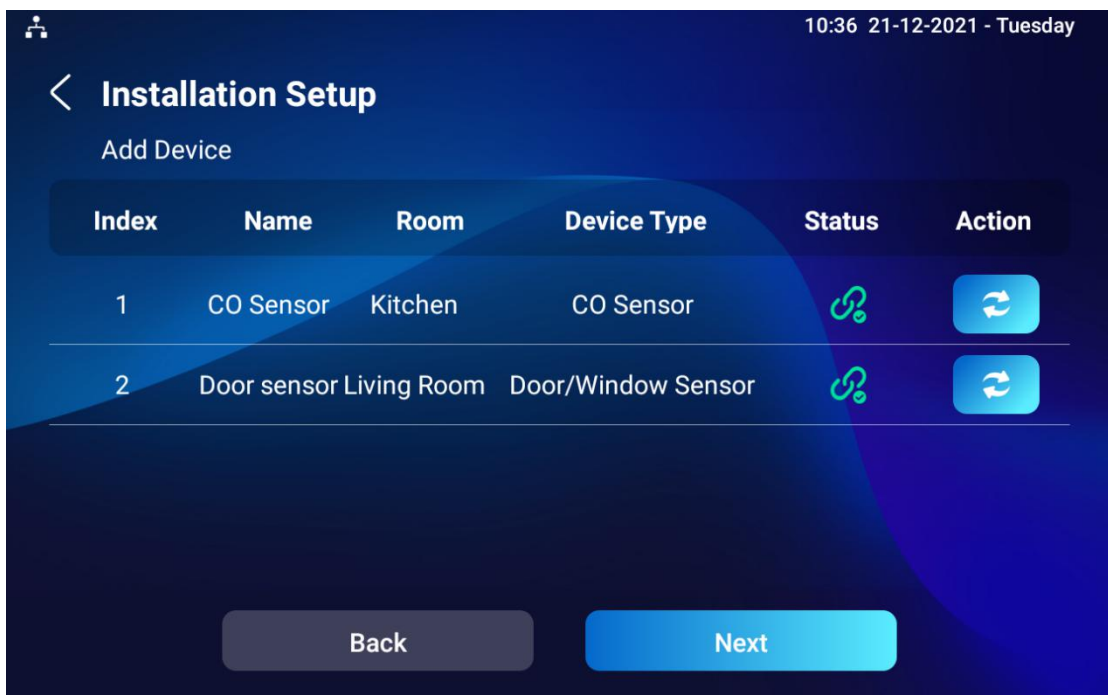 10:36 21-12-2021 - Tuesday
Installation Setup
Add Device
Index Name Room Device Type Status Action
1 CO Sensor Kitchen CO Sensor
2 Door sensor Living Room Door/Window Sensor
Back Next